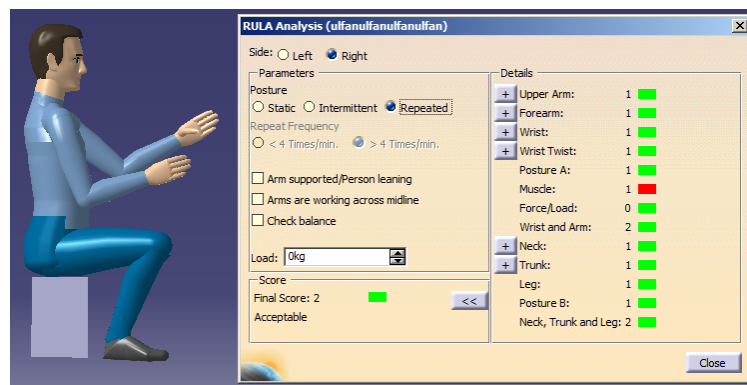 RULA Analysis (ulfanulfanulfanulfan)
Side: Left Right
Parameters
Posture
Static Intermittent Repeated
Repeat Frequency
< 4 Times/min. > 4 Times/min.
Arm supported/Person leaning
Arms are working across midline
Check balance
Load: 0kg
Score
Final Score: 2 <<
Acceptable
Details
+ Upper Arm: 1
+ Forearm: 1
+ Wrist: 1
+ Wrist Twist: 1
Posture A: 1
Muscle: 1
Force/Load: 0
Wrist and Arm: 2
+ Neck: 1
+ Trunk: 1
Leg: 1
Posture B: 1
Neck, Trunk and Leg: 2
Close